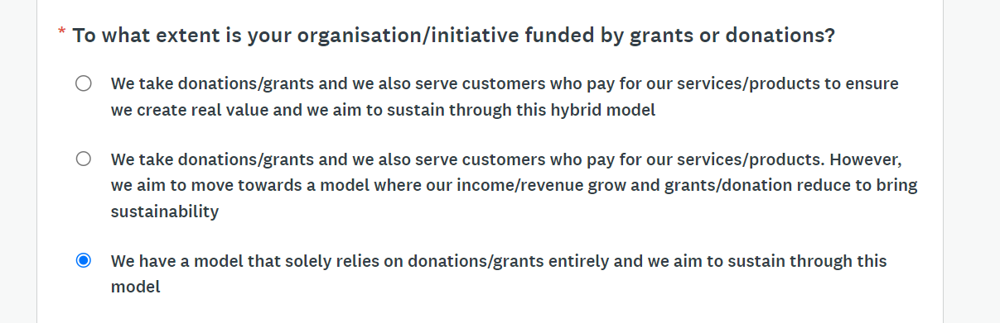 * To what extent is your organisation/initiative funded by grants or donations?
We take donations/grants and we also serve customers who pay for our services/products to ensure
we create real value and we aim to sustain through this hybrid model
We take donations/grants and we also serve customers who pay for our services/products. However,
we aim to move towards a model where our income/revenue grow and grants/donation reduce to bring
sustainability
We have a model that solely relies on donations/grants entirely and we aim to sustain through this
model